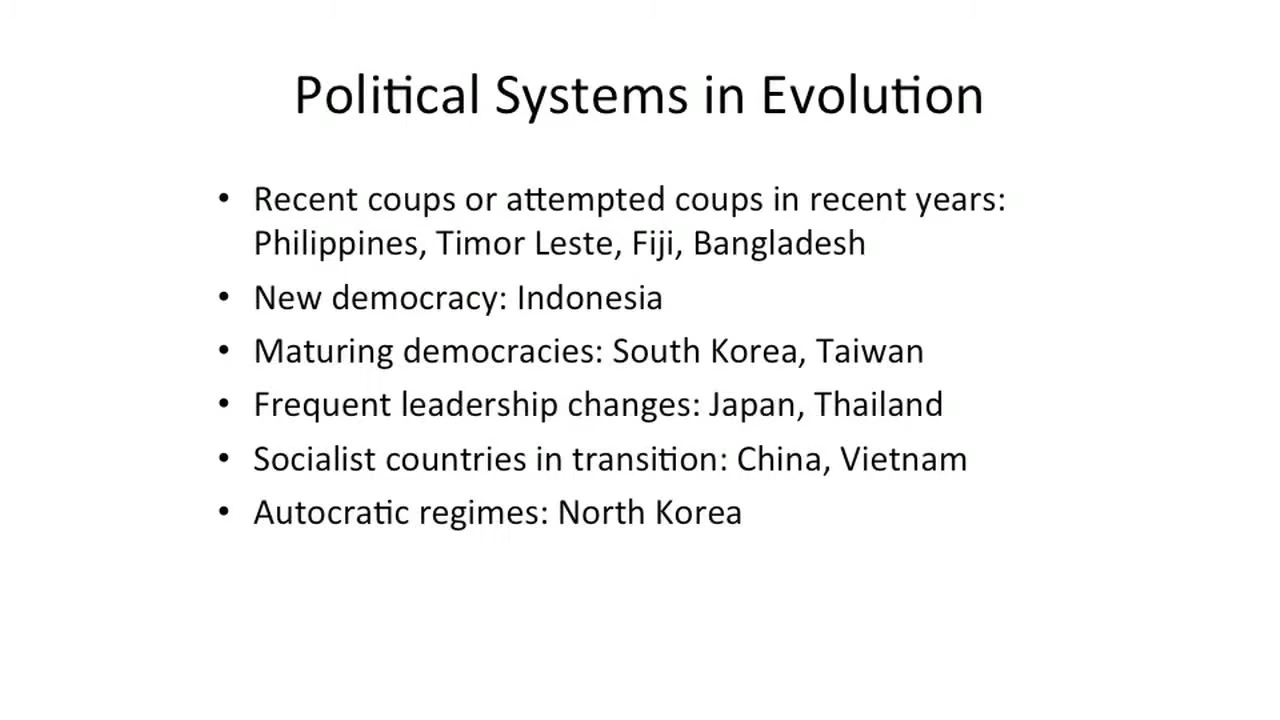 Political Systems in Evolution
• Recent coups or attempted coups in recent years:
Philippines, Timor Leste, Fiji, Bangladesh
• New democracy: Indonesia
• Maturing democracies: South Korea, Taiwan
• Frequent leadership changes: Japan, Thailand
• Socialist countries in transition: China, Vietnam
• Autocratic regimes: North Korea